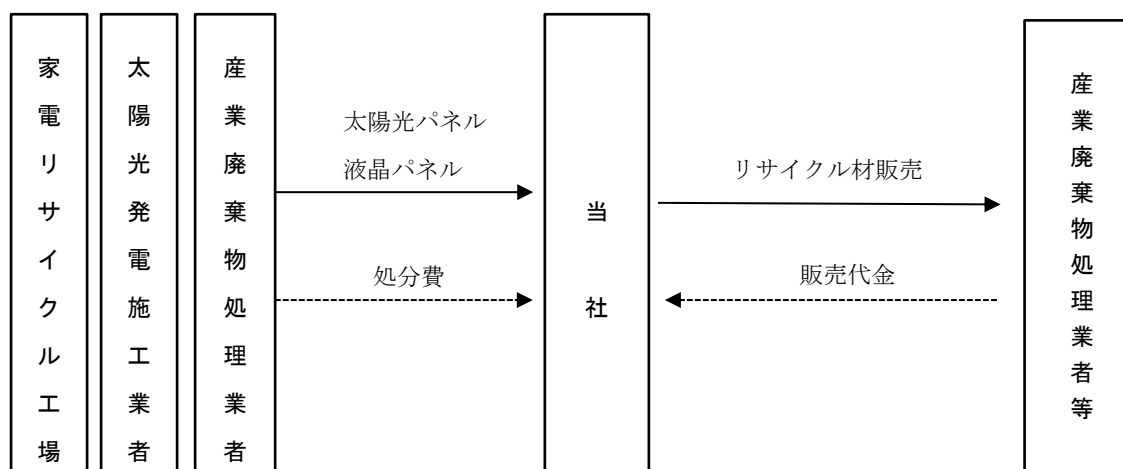 家電リサイクル工場
太陽光発電施工業者
産業廃棄物処理業者
太陽光パネル
液晶パネル
処分費
当社
リサイクル材販売
販売代金
産業廃棄物処理業者等